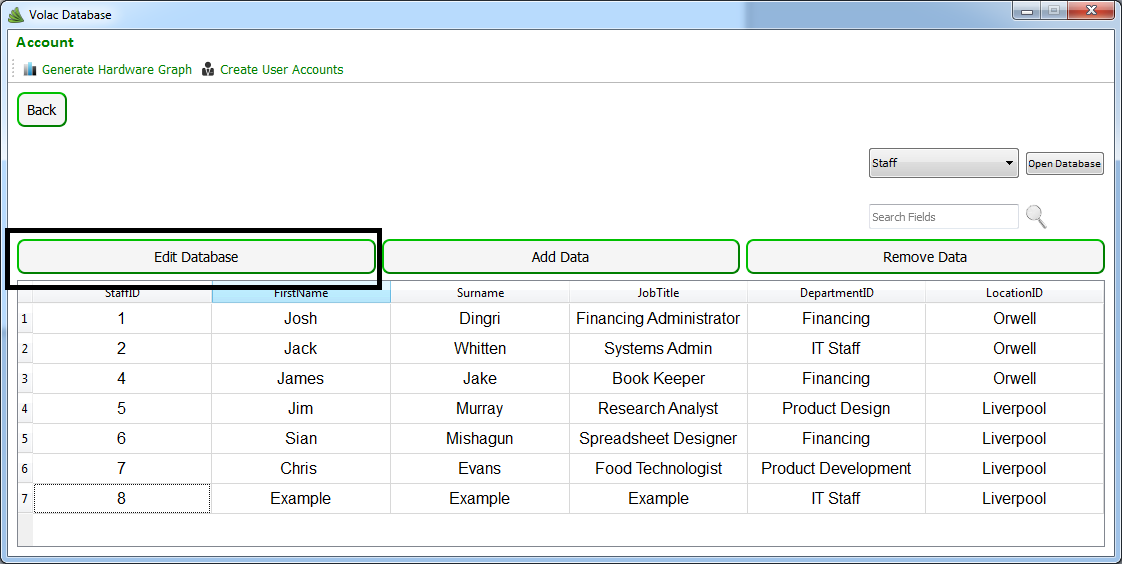 Volac Database
Account
Generate Hardware Graph Create User Accounts
Back
Staff Open Database
Search Fields
Edit Database Add Data Remove Data
StaffID FirstName Surname JobTitle DepartmentID LocationID
1 1 Josh Dingri Financing Administrator Financing Orwell
2 2 Jack Whitten Systems Admin IT Staff Orwell
3 4 James Jake Book Keeper Financing Orwell
4 5 Jim Murray Research Analyst Product Design Liverpool
5 6 Sian Mishagun Spreadsheet Designer Financing Liverpool
6 7 Chris Evans Food Technologist Product Development Liverpool
7 8 Example Example Example IT Staff Liverpool